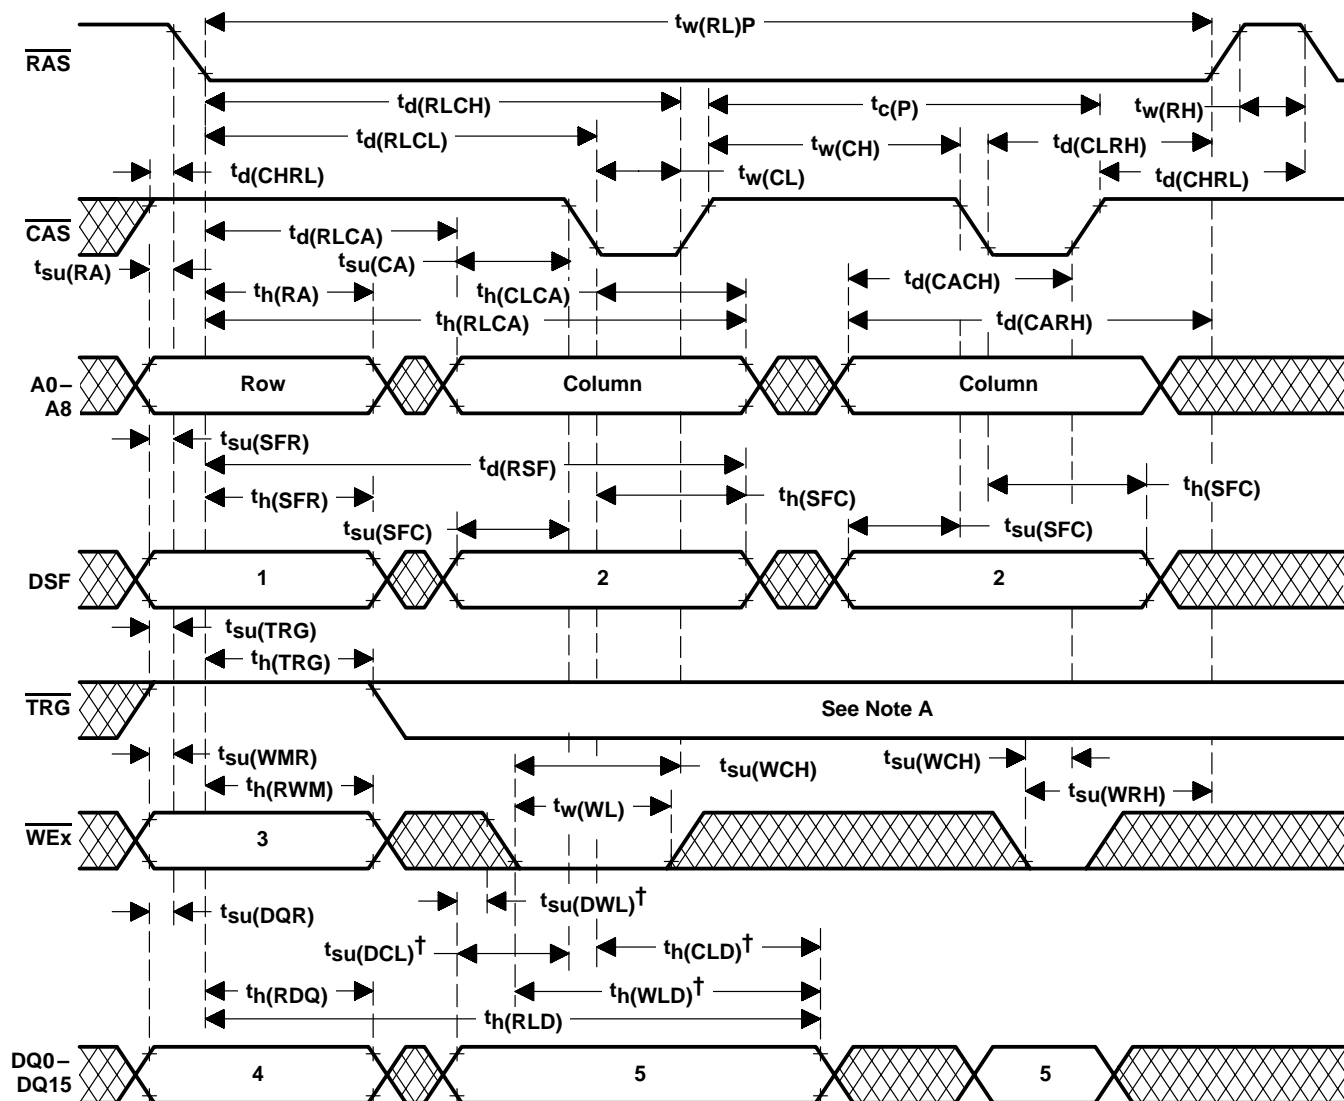 tw(RL)P
RAS
td(RLCH)
tc(P)
tw(RH)
td(RLCL)
tw(CH)
td(CLRH)
td(CHRL)
tw(CL)
td(CHRL)
CAS
td(RLCA)
tsu(RA)
tsu(CA)
th(RA)
th(CLCA)
td(CACH)
th(RLCA)
td(CARH)
A0–
A8
Row
Column
Column
tsu(SFR)
td(RSF)
th(SFR)
th(SFC)
th(SFC)
tsu(SFC)
tsu(SFC)
DSF
1
2
2
tsu(TRG)
th(TRG)
TRG
See Note A
tsu(WMR)
tsu(WCH)
tsu(WCH)
th(RWM)
tw(WL)
tsu(WRH)
WEx
3
tsu(DWL)†
tsu(DQR)
tsu(DCL)†
th(CLD)†
th(RDQ)
th(WLD)†
th(RLD)
DQ0–
DQ15
4
5
5